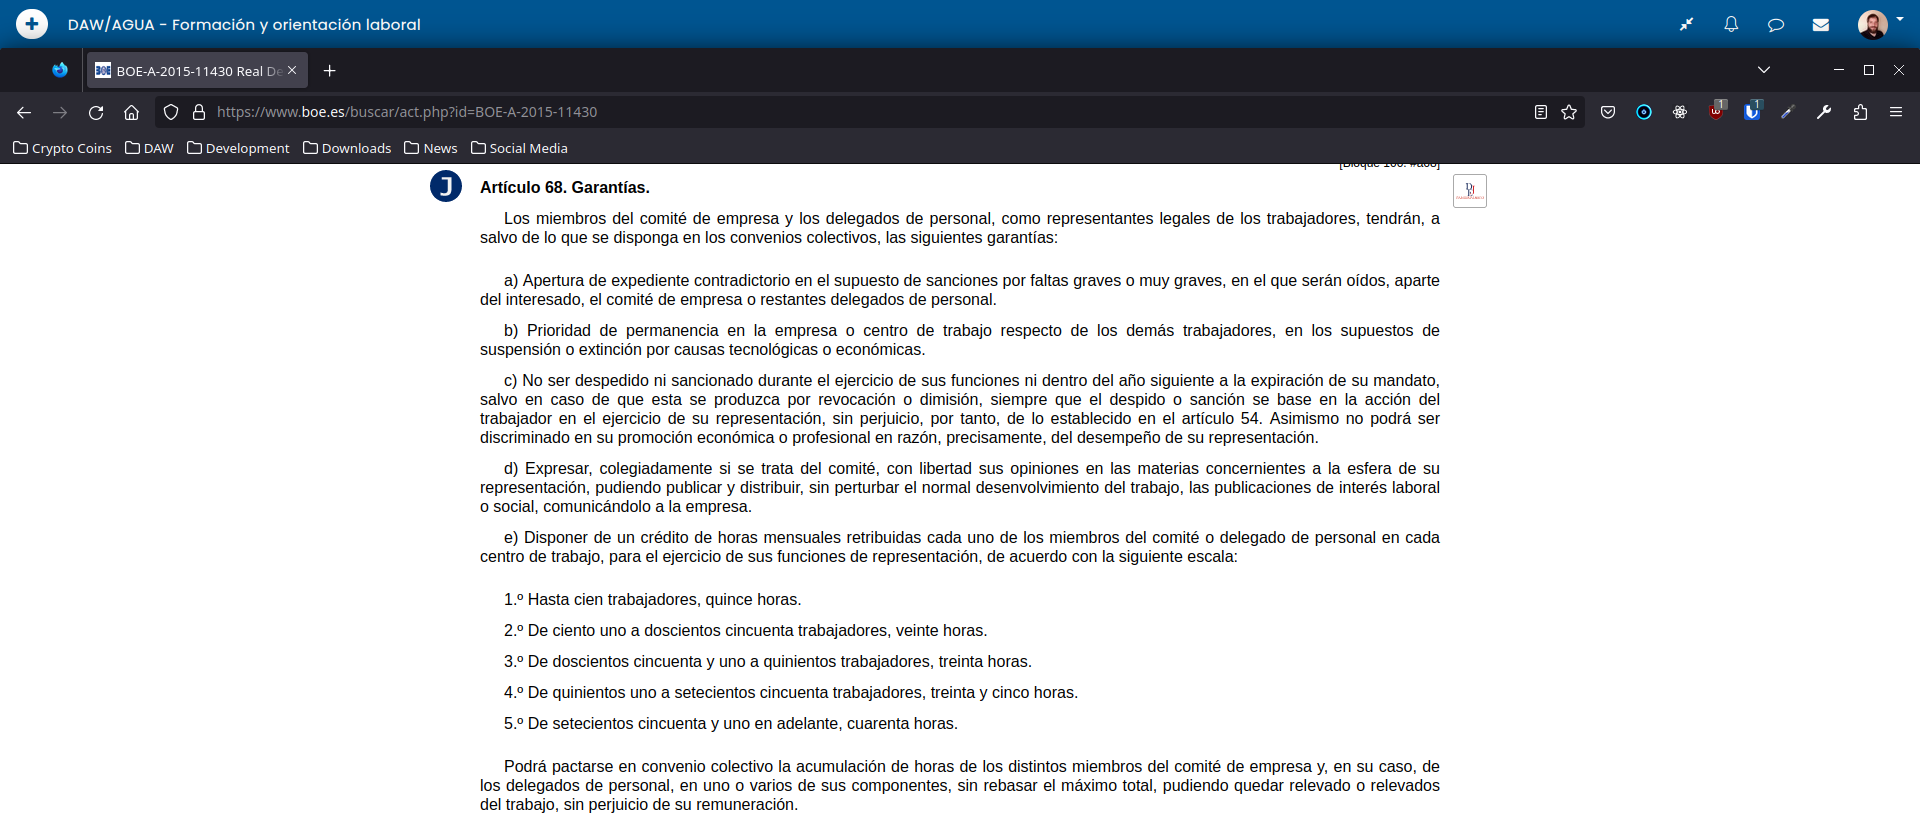 DAW/AGUA - Formación y orientación laboral
BOE-A-2015-11430 Real De
https://www.boe.es/buscar/act.php?id=BOE-A-2015-11430
1
1
Crypto Coins DAW Development Downloads News Social Media
[Bloque 106: #a68]
Artículo 68. Garantías.
Los miembros del comité de empresa y los delegados de personal, como representantes legales de los trabajadores, tendrán, a
salvo de lo que se disponga en los convenios colectivos, las siguientes garantías:
a) Apertura de expediente contradictorio en el supuesto de sanciones por faltas graves o muy graves, en el que serán oídos, aparte
del interesado, el comité de empresa o restantes delegados de personal.
b) Prioridad de permanencia en la empresa o centro de trabajo respecto de los demás trabajadores, en los supuestos de
suspensión o extinción por causas tecnológicas o económicas.
c) No ser despedido ni sancionado durante el ejercicio de sus funciones ni dentro del año siguiente a la expiración de su mandato,
salvo en caso de que esta se produzca por revocación o dimisión, siempre que el despido o sanción se base en la acción del
trabajador en el ejercicio de su representación, sin perjuicio, por tanto, de lo establecido en el artículo 54. Asimismo no podrá ser
discriminado en su promoción económica o profesional en razón, precisamente, del desempeño de su representación.
d) Expresar, colegiadamente si se trata del comité, con libertad sus opiniones en las materias concernientes a la esfera de su
representación, pudiendo publicar y distribuir, sin perturbar el normal desenvolvimiento del trabajo, las publicaciones de interés laboral
o social, comunicándolo a la empresa.
e) Disponer de un crédito de horas mensuales retribuidas cada uno de los miembros del comité o delegado de personal en cada
centro de trabajo, para el ejercicio de sus funciones de representación, de acuerdo con la siguiente escala:
1.º Hasta cien trabajadores, quince horas.
2.º De ciento uno a doscientos cincuenta trabajadores, veinte horas.
3.º De doscientos cincuenta y uno a quinientos trabajadores, treinta horas.
4.º De quinientos uno a setecientos cincuenta trabajadores, treinta y cinco horas.
5.º De setecientos cincuenta y uno en adelante, cuarenta horas.
Podrá pactarse en convenio colectivo la acumulación de horas de los distintos miembros del comité de empresa y, en su caso, de
los delegados de personal, en uno o varios de sus componentes, sin rebasar el máximo total, pudiendo quedar relevado o relevados
del trabajo, sin perjuicio de su remuneración.